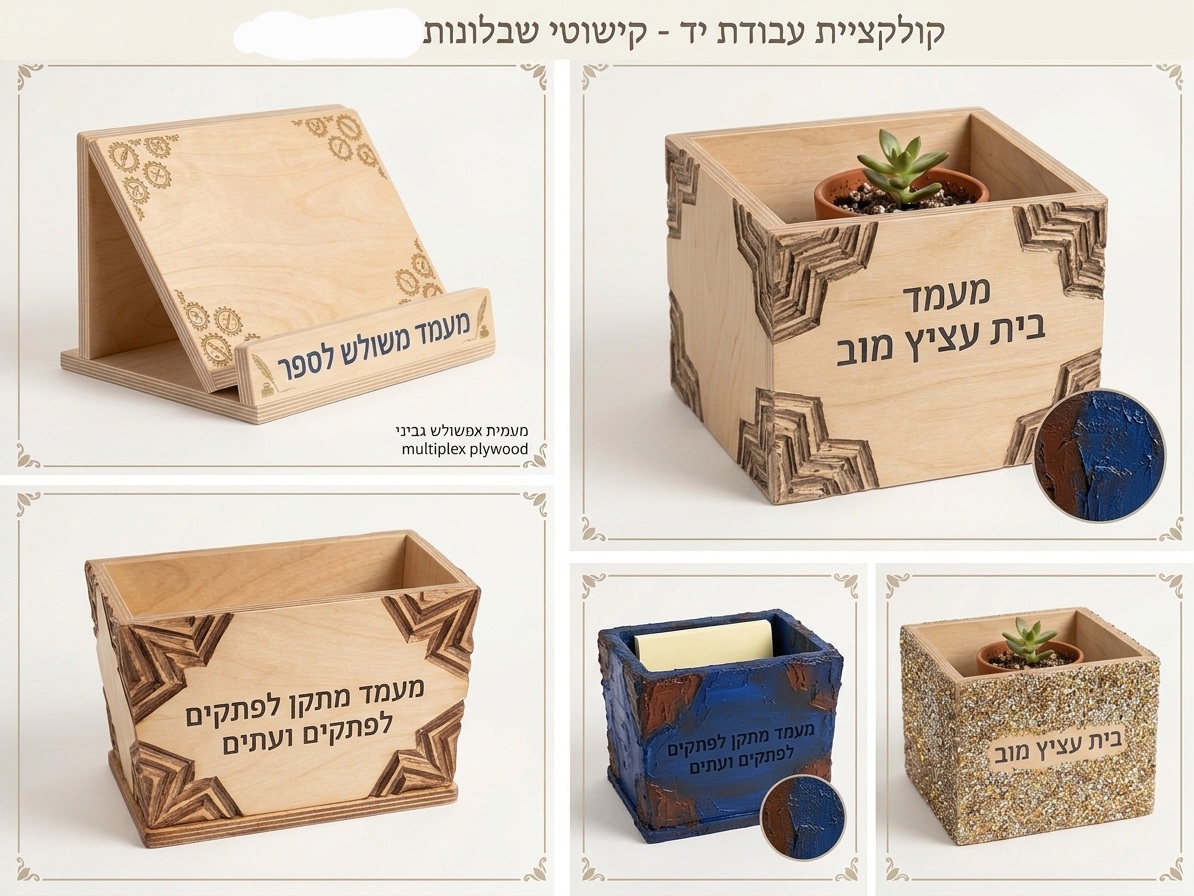 קולקציית עבודת יד - קישוטי שבלונות
מעמד משולש לספר
מעמית אמשולש גביני
multiplex plywood
מעמד
בית עציץ מוב
מעמד מתקן לפתקים
לפתקים ועתים
מעמד מתקן לפתקים
לפתקים ועתים
בית עציץ מוב